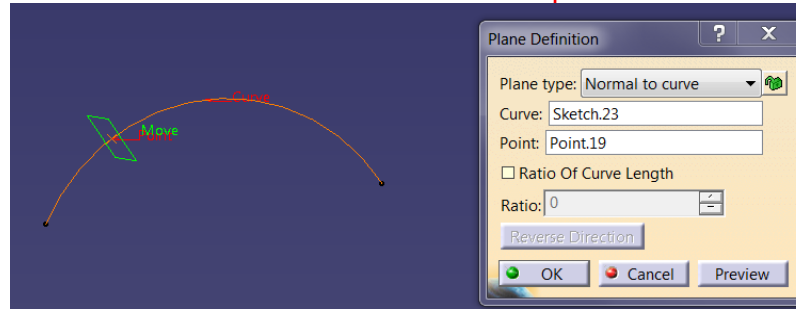 Curve
Move
Plane Definition
? X
Plane type: Normal to curve
Curve: Sketch.23
Point: Point.19
Ratio Of Curve Length
Ratio: 0
Reverse Direction
OK Cancel Preview